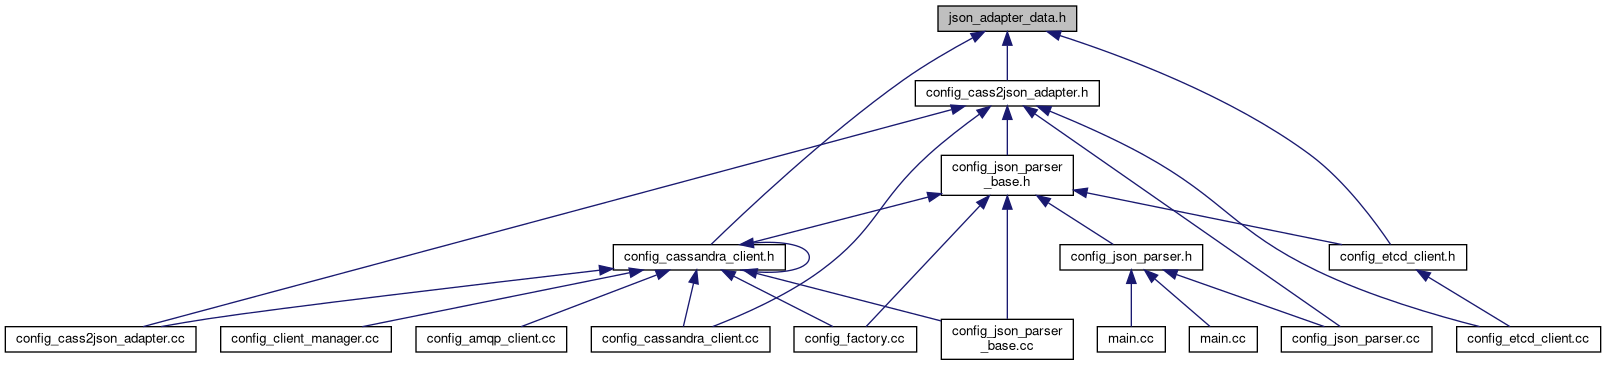 json_adapter_data.h
config_cass2json_adapter.h
config_json_parser
_base.h
config_cassandra_client.h
config_json_parser.h
config_etcd_client.h
config_cass2json_adapter.cc
config_client_manager.cc
config_amqp_client.cc
config_cassandra_client.cc
config_factory.cc
config_json_parser
_base.cc
main.cc
main.cc
config_json_parser.cc
config_etcd_client.cc